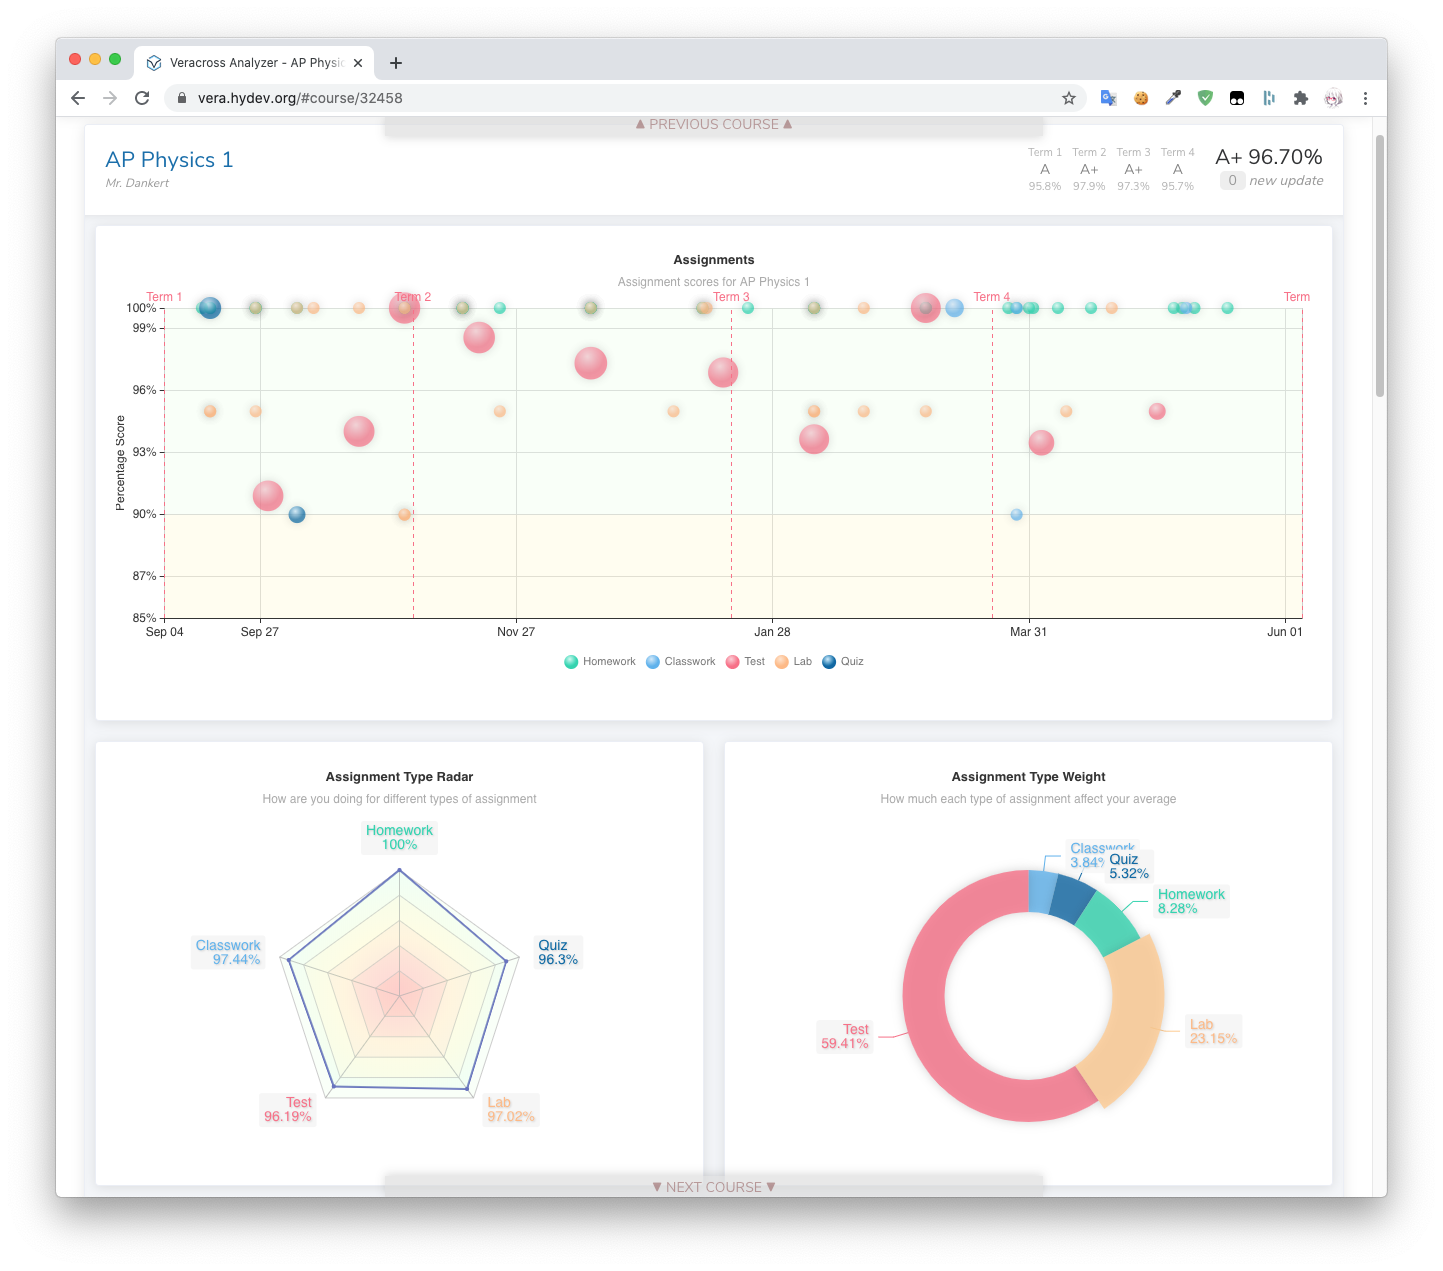 Veracross Analyzer - AP Physic
vera.hydev.org/#course/32458
▲ PREVIOUS COURSE ▲
AP Physics 1
Mr. Dankert
Term 1 Term 2 Term 3 Term 4
A A+ A+ A
95.8% 97.9% 97.3% 95.7%
A+ 96.70%
0 new update
Assignments
Assignment scores for AP Physics 1
Term 1 Term 2 Term 3 Term 4 Term
100%
99%
96%
93%
90%
87%
85%
Percentage Score
Sep 04 Sep 27 Nov 27 Jan 28 Mar 31 Jun 01
Homework Classwork Test Lab Quiz
Assignment Type Radar
How are you doing for different types of assignment
Homework
100%
Classwork
97.44%
Quiz
96.3%
Test
96.19%
Lab
97.02%
Assignment Type Weight
How much each type of assignment affect your average
Classwork
3.84%
Quiz
5.32%
Homework
8.28%
Test
59.41%
Lab
23.15%
▼ NEXT COURSE ▼